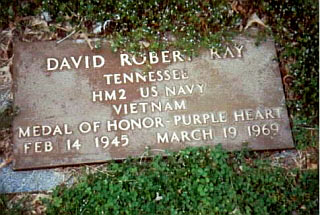 DAVID ROBERT RAY
TENNESSEE
HM2 US NAVY
VIETNAM
MEDAL OF HONOR - PURPLE HEART
FEB 14 1945 MARCH 19 1969